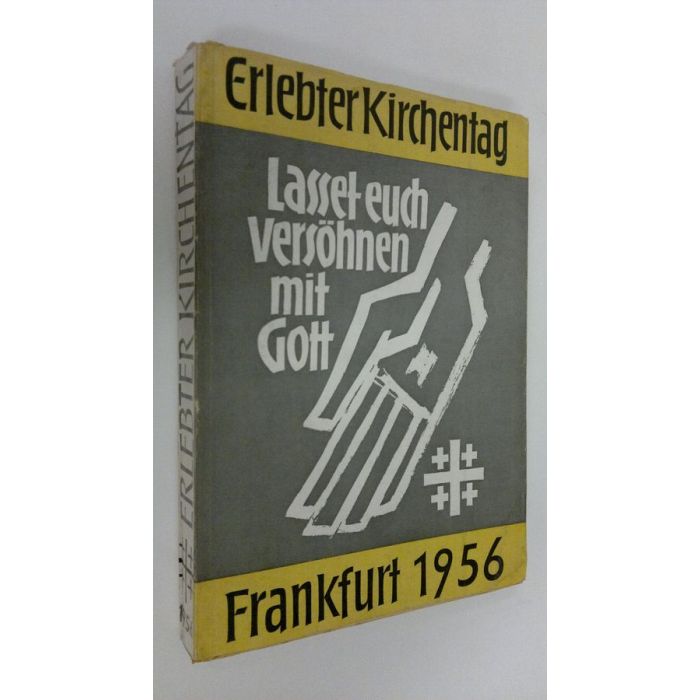 Erlebter Kirchentag
Lasset euch
versöhnen
mit
Gott
Frankfurt 1956
ERLEBTER KIRCHENTAG